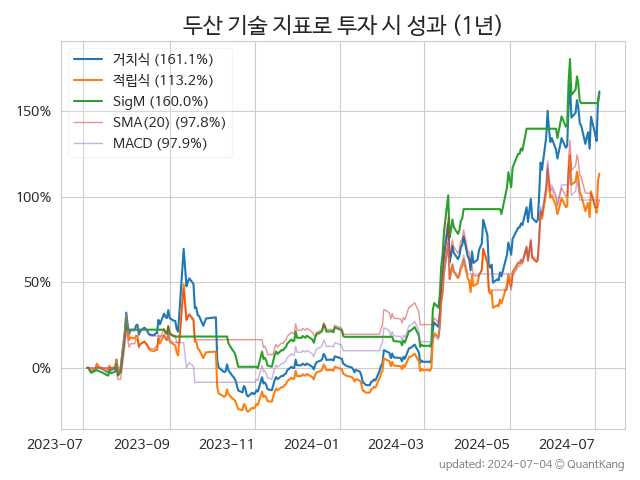 두산 기술 지표로 투자 시 성과 (1년)
거치식 (161.1%)
적립식 (113.2%)
SigM (160.0%)
SMA(20) (97.8%)
MACD (97.9%)
150%
100%
50%
0%
2023-07 2023-09 2023-11 2024-01 2024-03 2024-05 2024-07
updated: 2024-07-04 © QuantKang